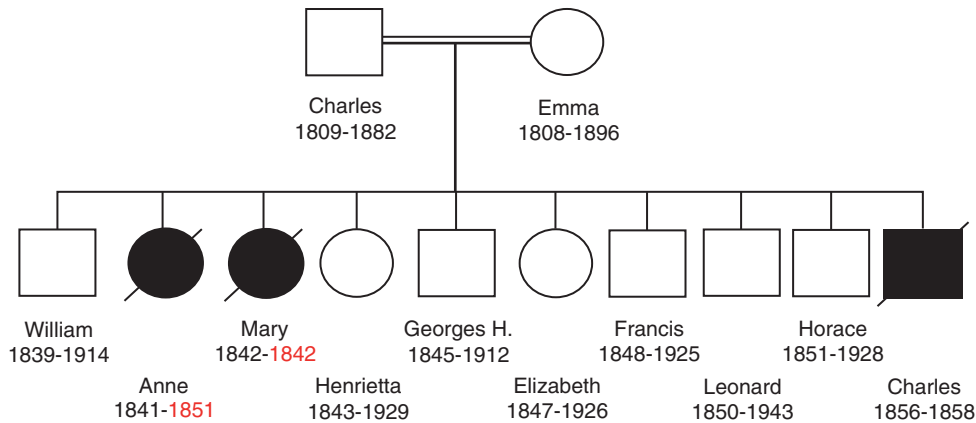 Charles
1809-1882
Emma
1808-1896
William
1839-1914
Anne
1841-1851
Mary
1842-1842
Henrietta
1843-1929
Georges H.
1845-1912
Elizabeth
1847-1926
Francis
1848-1925
Leonard
1850-1943
Horace
1851-1928
Charles
1856-1858